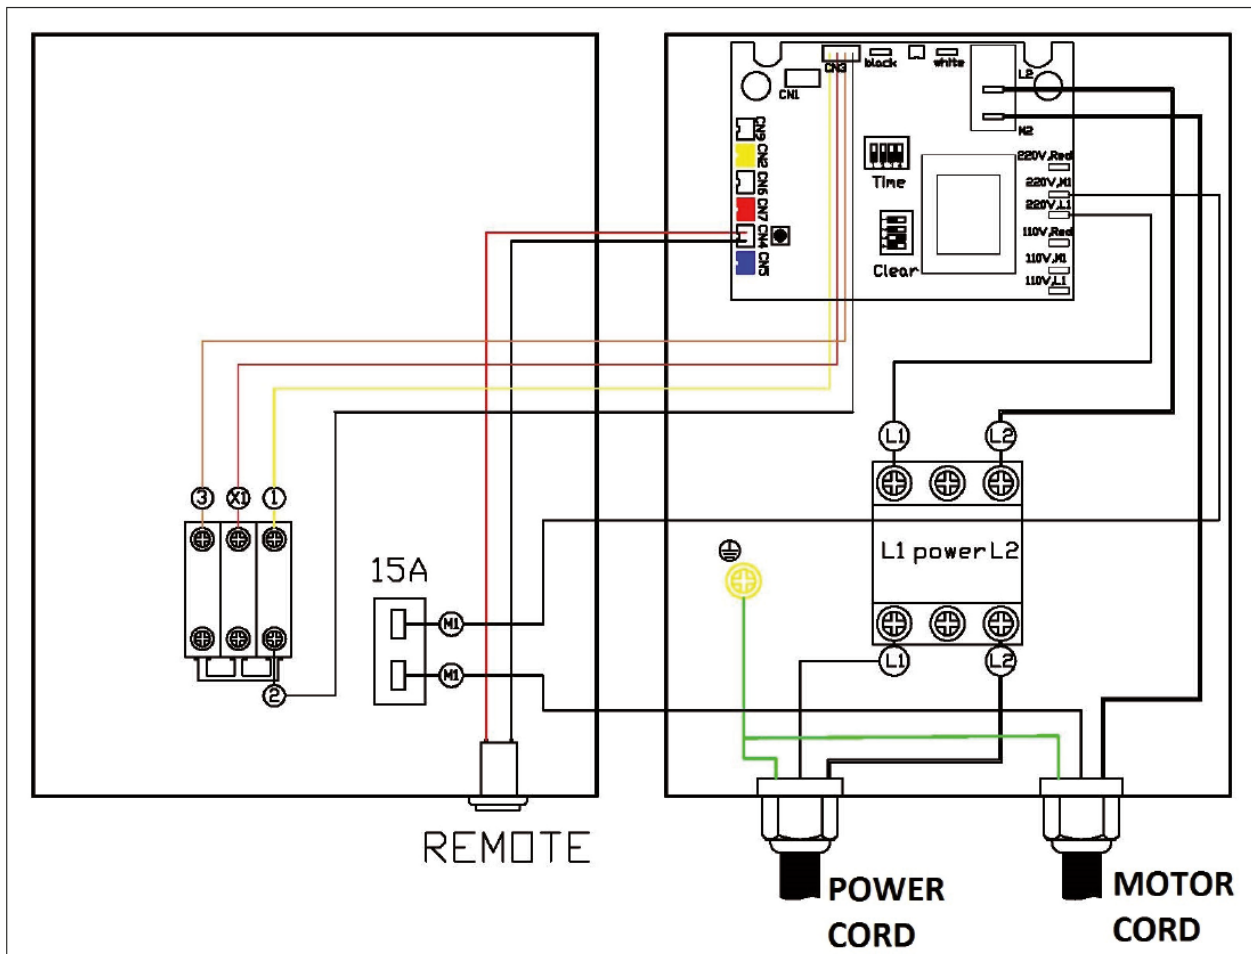 CN3
black
white
L2
CN1
M2
CN9
CN2
CN6
CN7
CN4
CN5
Time
Clear
220V,Red
220V,M1
220V,L1
110V,Red
110V,M1
110V,L1
L1
L2
3
X1
1
L1 power L2
15A
M1
M1
L1
L2
2
REMOTE
POWER
CORD
MOTOR
CORD